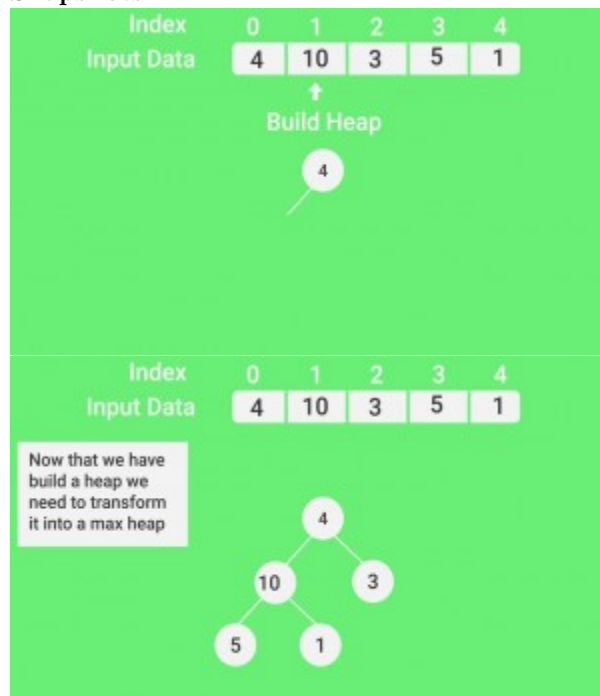 Index 0 1 2 3 4
Input Data 4 10 3 5 1
Build Heap
4
Index 0 1 2 3 4
Input Data 4 10 3 5 1
Now that we have
build a heap we
need to transform
it into a max heap
4
10 3
5 1